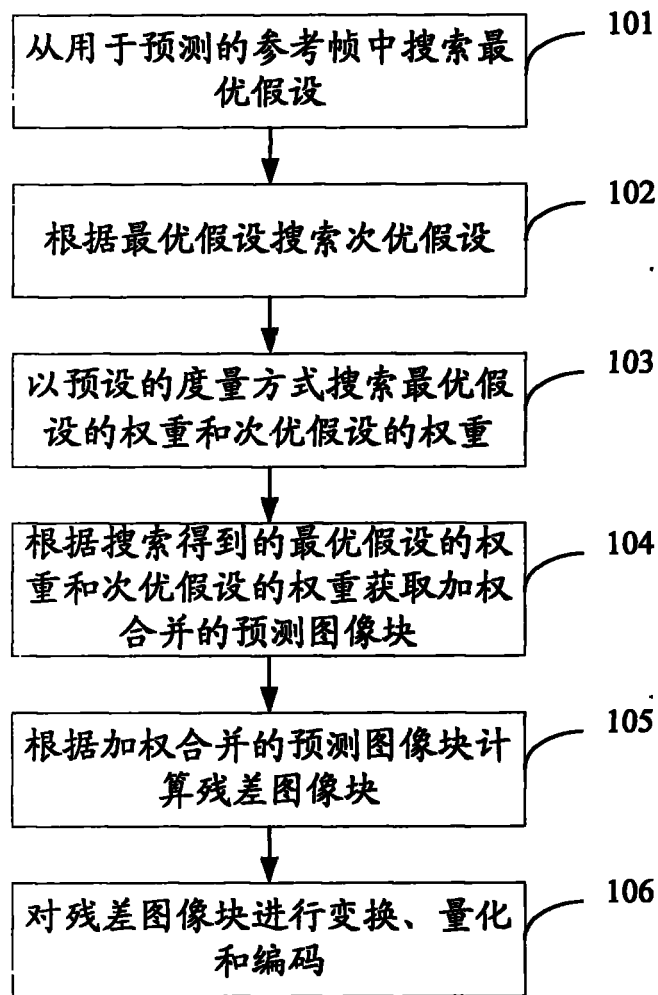 从用于预测的参考帧中搜索最
优假设
101
根据最优假设搜索次优假设
102
以预设的度量方式搜索最优假
设的权重和次优假设的权重
103
根据搜索得到的最优假设的权
重和次优假设的权重获取加权
合并的预测图像块
104
根据加权合并的预测图像块计
算残差图像块
105
对残差图像块进行变换、量化
和编码
106